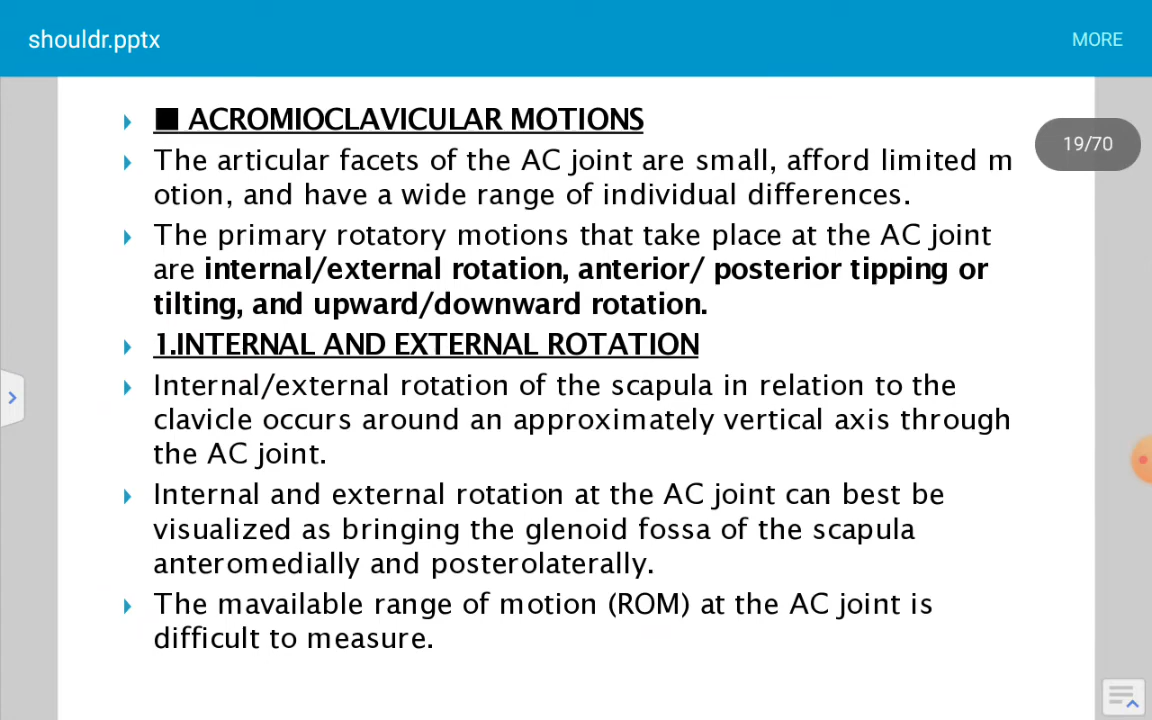 shouldr.pptx
MORE
19/70
■ ACROMIOCLAVICULAR MOTIONS
The articular facets of the AC joint are small, afford limited m
otion, and have a wide range of individual differences.
The primary rotatory motions that take place at the AC joint
are internal/external rotation, anterior/ posterior tipping or
tilting, and upward/downward rotation.
1.INTERNAL AND EXTERNAL ROTATION
Internal/external rotation of the scapula in relation to the
clavicle occurs around an approximately vertical axis through
the AC joint.
Internal and external rotation at the AC joint can best be
visualized as bringing the glenoid fossa of the scapula
anteromedially and posterolaterally.
The mavailable range of motion (ROM) at the AC joint is
difficult to measure.